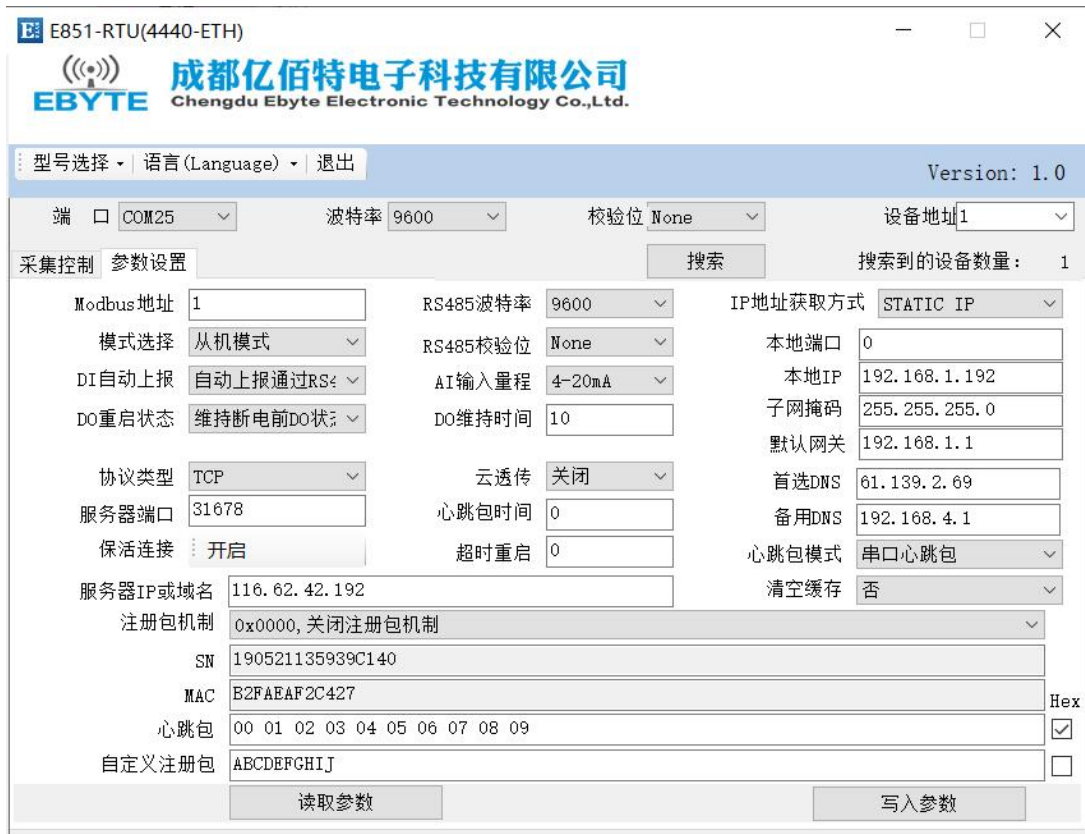 E851-RTU(4440-ETH)
EBYTE
成都亿佰特电子科技有限公司
Chengdu Ebyte Electronic Technology Co.,Ltd.
型号选择 语言(Language) 退出
Version: 1.0
端 口 COM25 波特率 9600 校验位 None 设备地址 1
采集控制 参数设置 搜索 搜索到的设备数量: 1
Modbus地址 1 RS485波特率 9600 IP地址获取方式 STATIC IP
模式选择 从机模式 RS485校验位 None 本地端口 0
DI自动上报 自动上报通过RS4 AI输入量程 4-20mA 本地IP 192.168.1.192
DO重启状态 维持断电前DO状 DO维持时间 10 子网掩码 255.255.255.0
默认网关 192.168.1.1
协议类型 TCP 云透传 关闭 首选DNS 61.139.2.69
服务器端口 31678 心跳包时间 0 备用DNS 192.168.4.1
保活连接 开启 超时重启 0 心跳包模式 串口心跳包
服务器IP或域名 116.62.42.192 清空缓存 否
注册包机制 0x0000,关闭注册包机制
SN 190521135939C140
MAC B2FAEAF2C427
Hex
心跳包 00 01 02 03 04 05 06 07 08 09
自定义注册包 ABCDEFGHIJ
读取参数 写入参数